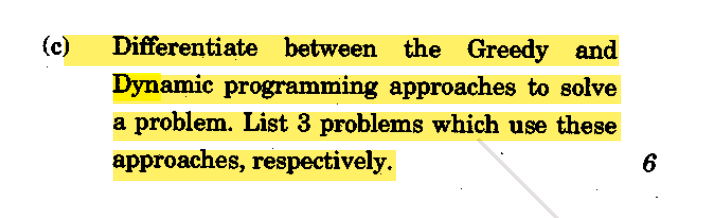 (c) Differentiate between the Greedy and
Dynamic programming approaches to solve
a problem. List 3 problems which use these
approaches, respectively. 6